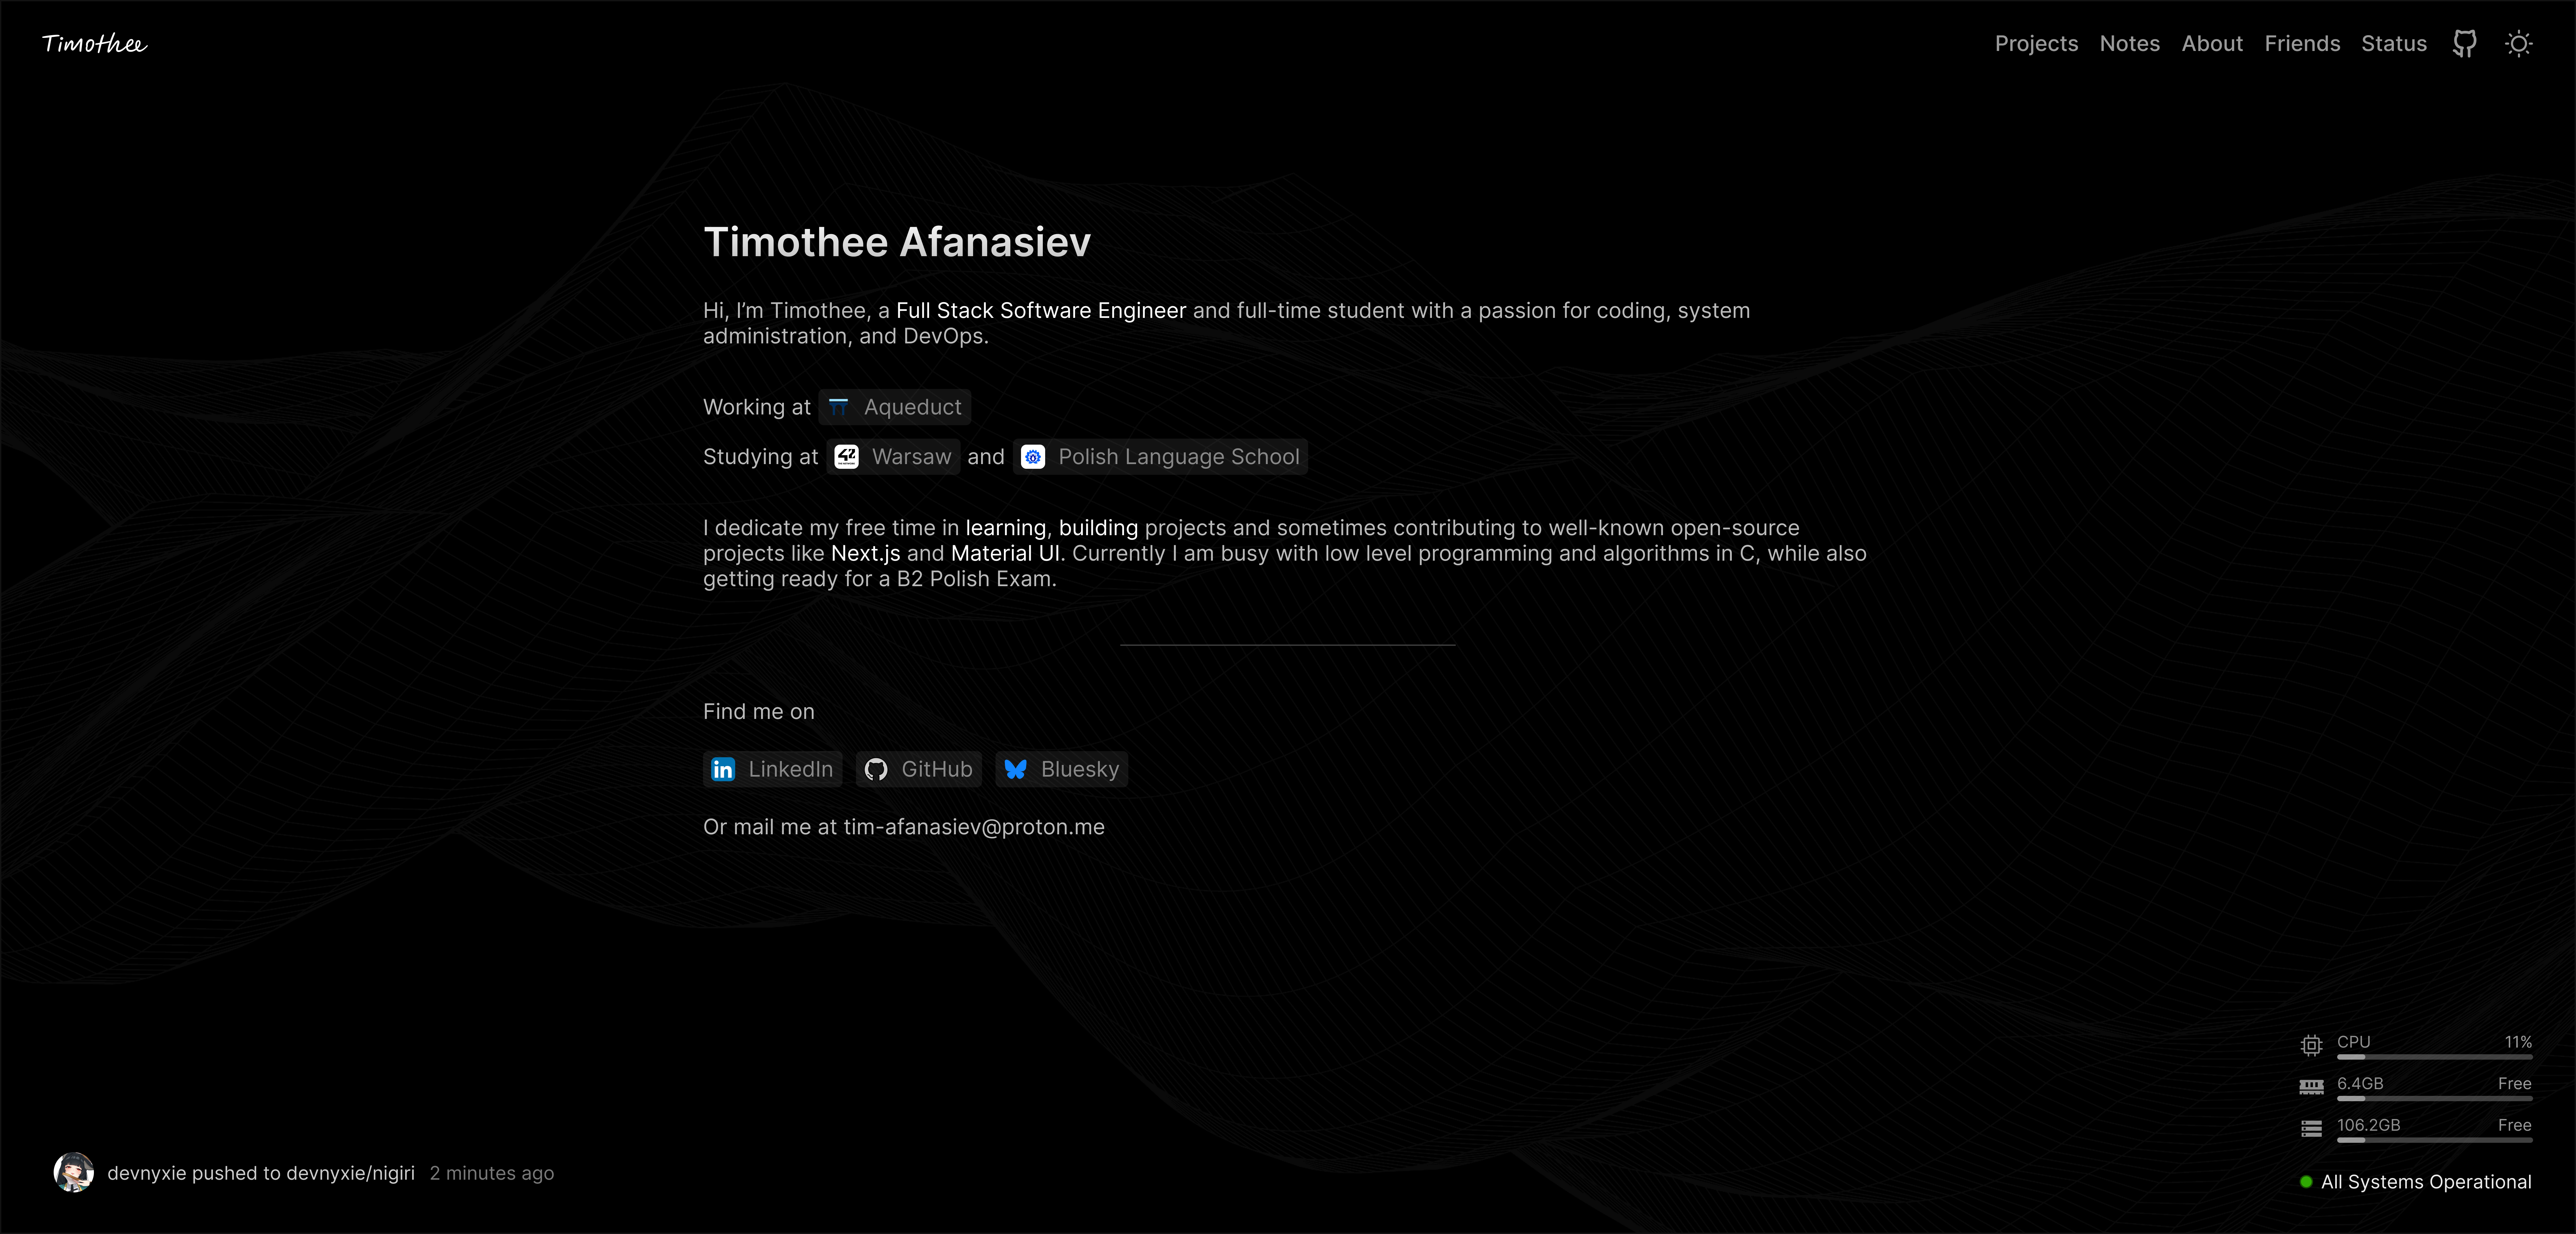 Timothee
Projects Notes About Friends Status
Timothee Afanasiev
Hi, I’m Timothee, a Full Stack Software Engineer and full-time student with a passion for coding, system
administration, and DevOps.
Working at Aqueduct
Studying at 42 Warsaw and Polish Language School
I dedicate my free time in learning, building projects and sometimes contributing to well-known open-source
projects like Next.js and Material UI. Currently I am busy with low level programming and algorithms in C, while also
getting ready for a B2 Polish Exam.
Find me on
in LinkedIn GitHub Bluesky
Or mail me at tim-afanasiev@proton.me
CPU 11%
6.4GB Free
106.2GB Free
devnyxie pushed to devnyxie/nigiri 2 minutes ago
All Systems Operational